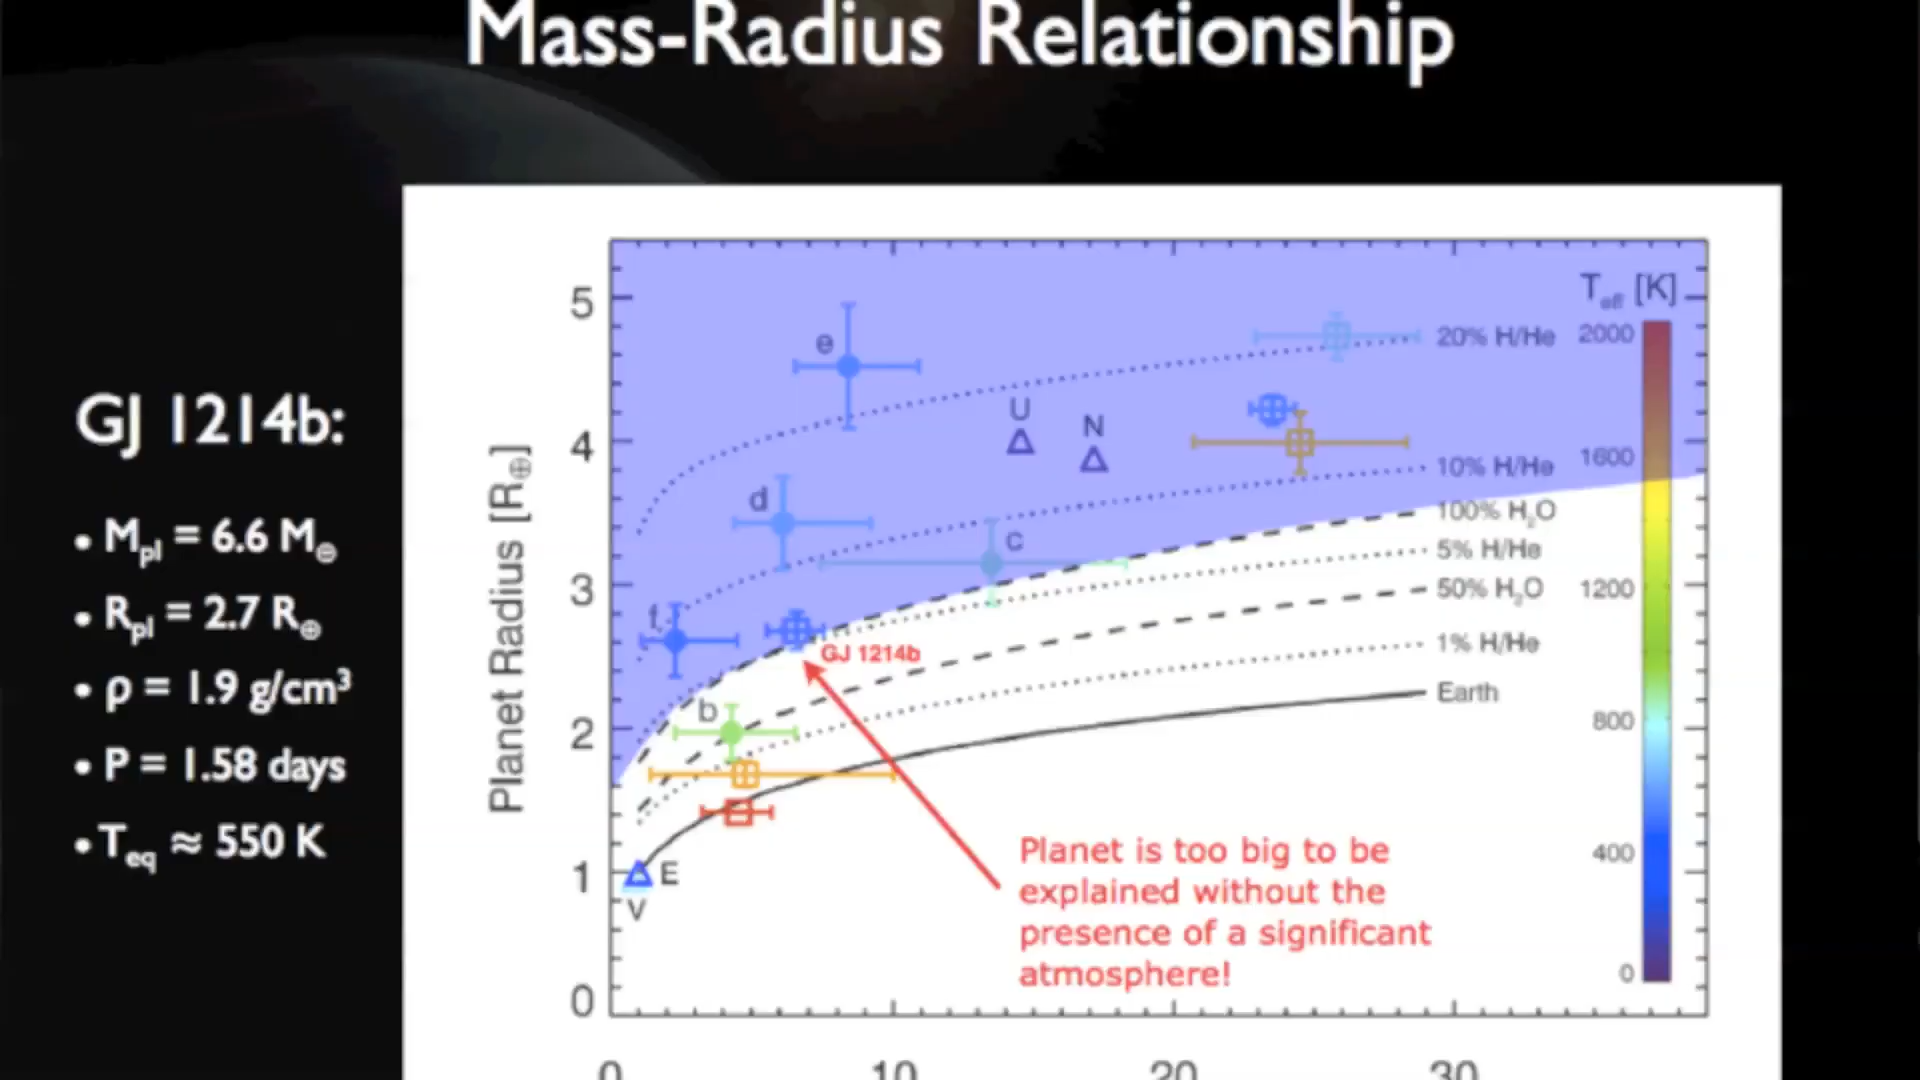 Mass-Radius Relationship
GJ 1214b:
• Mpl = 6.6 M⊕
• Rpl = 2.7 R⊕
• ρ = 1.9 g/cm³
• P = 1.58 days
• Teq ≈ 550 K
Planet Radius [R⊕]
5
4
3
2
1
0
0
10
20
30
e
d
f
c
b
U
N
E
V
GJ 1214b
Planet is too big to be
explained without the
presence of a significant
atmosphere!
20% H/He
10% H/He
100% H₂O
5% H/He
50% H₂O
1% H/He
Earth
Teff [K]
2000
1600
1200
800
400
0